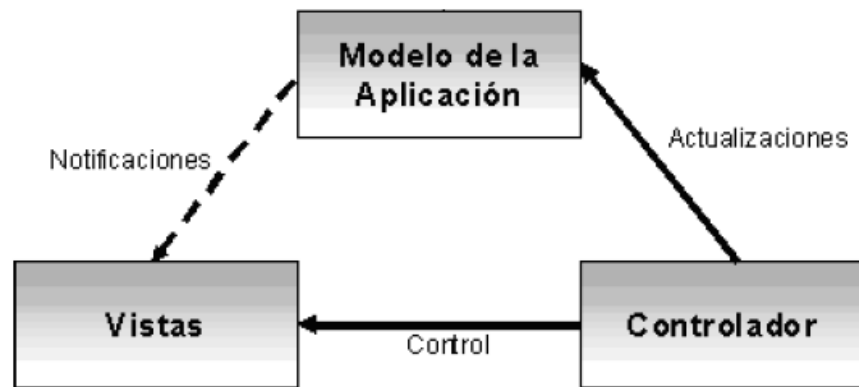 Modelo de la
Aplicación
Notificaciones
Actualizaciones
Vistas
Control
Controlador